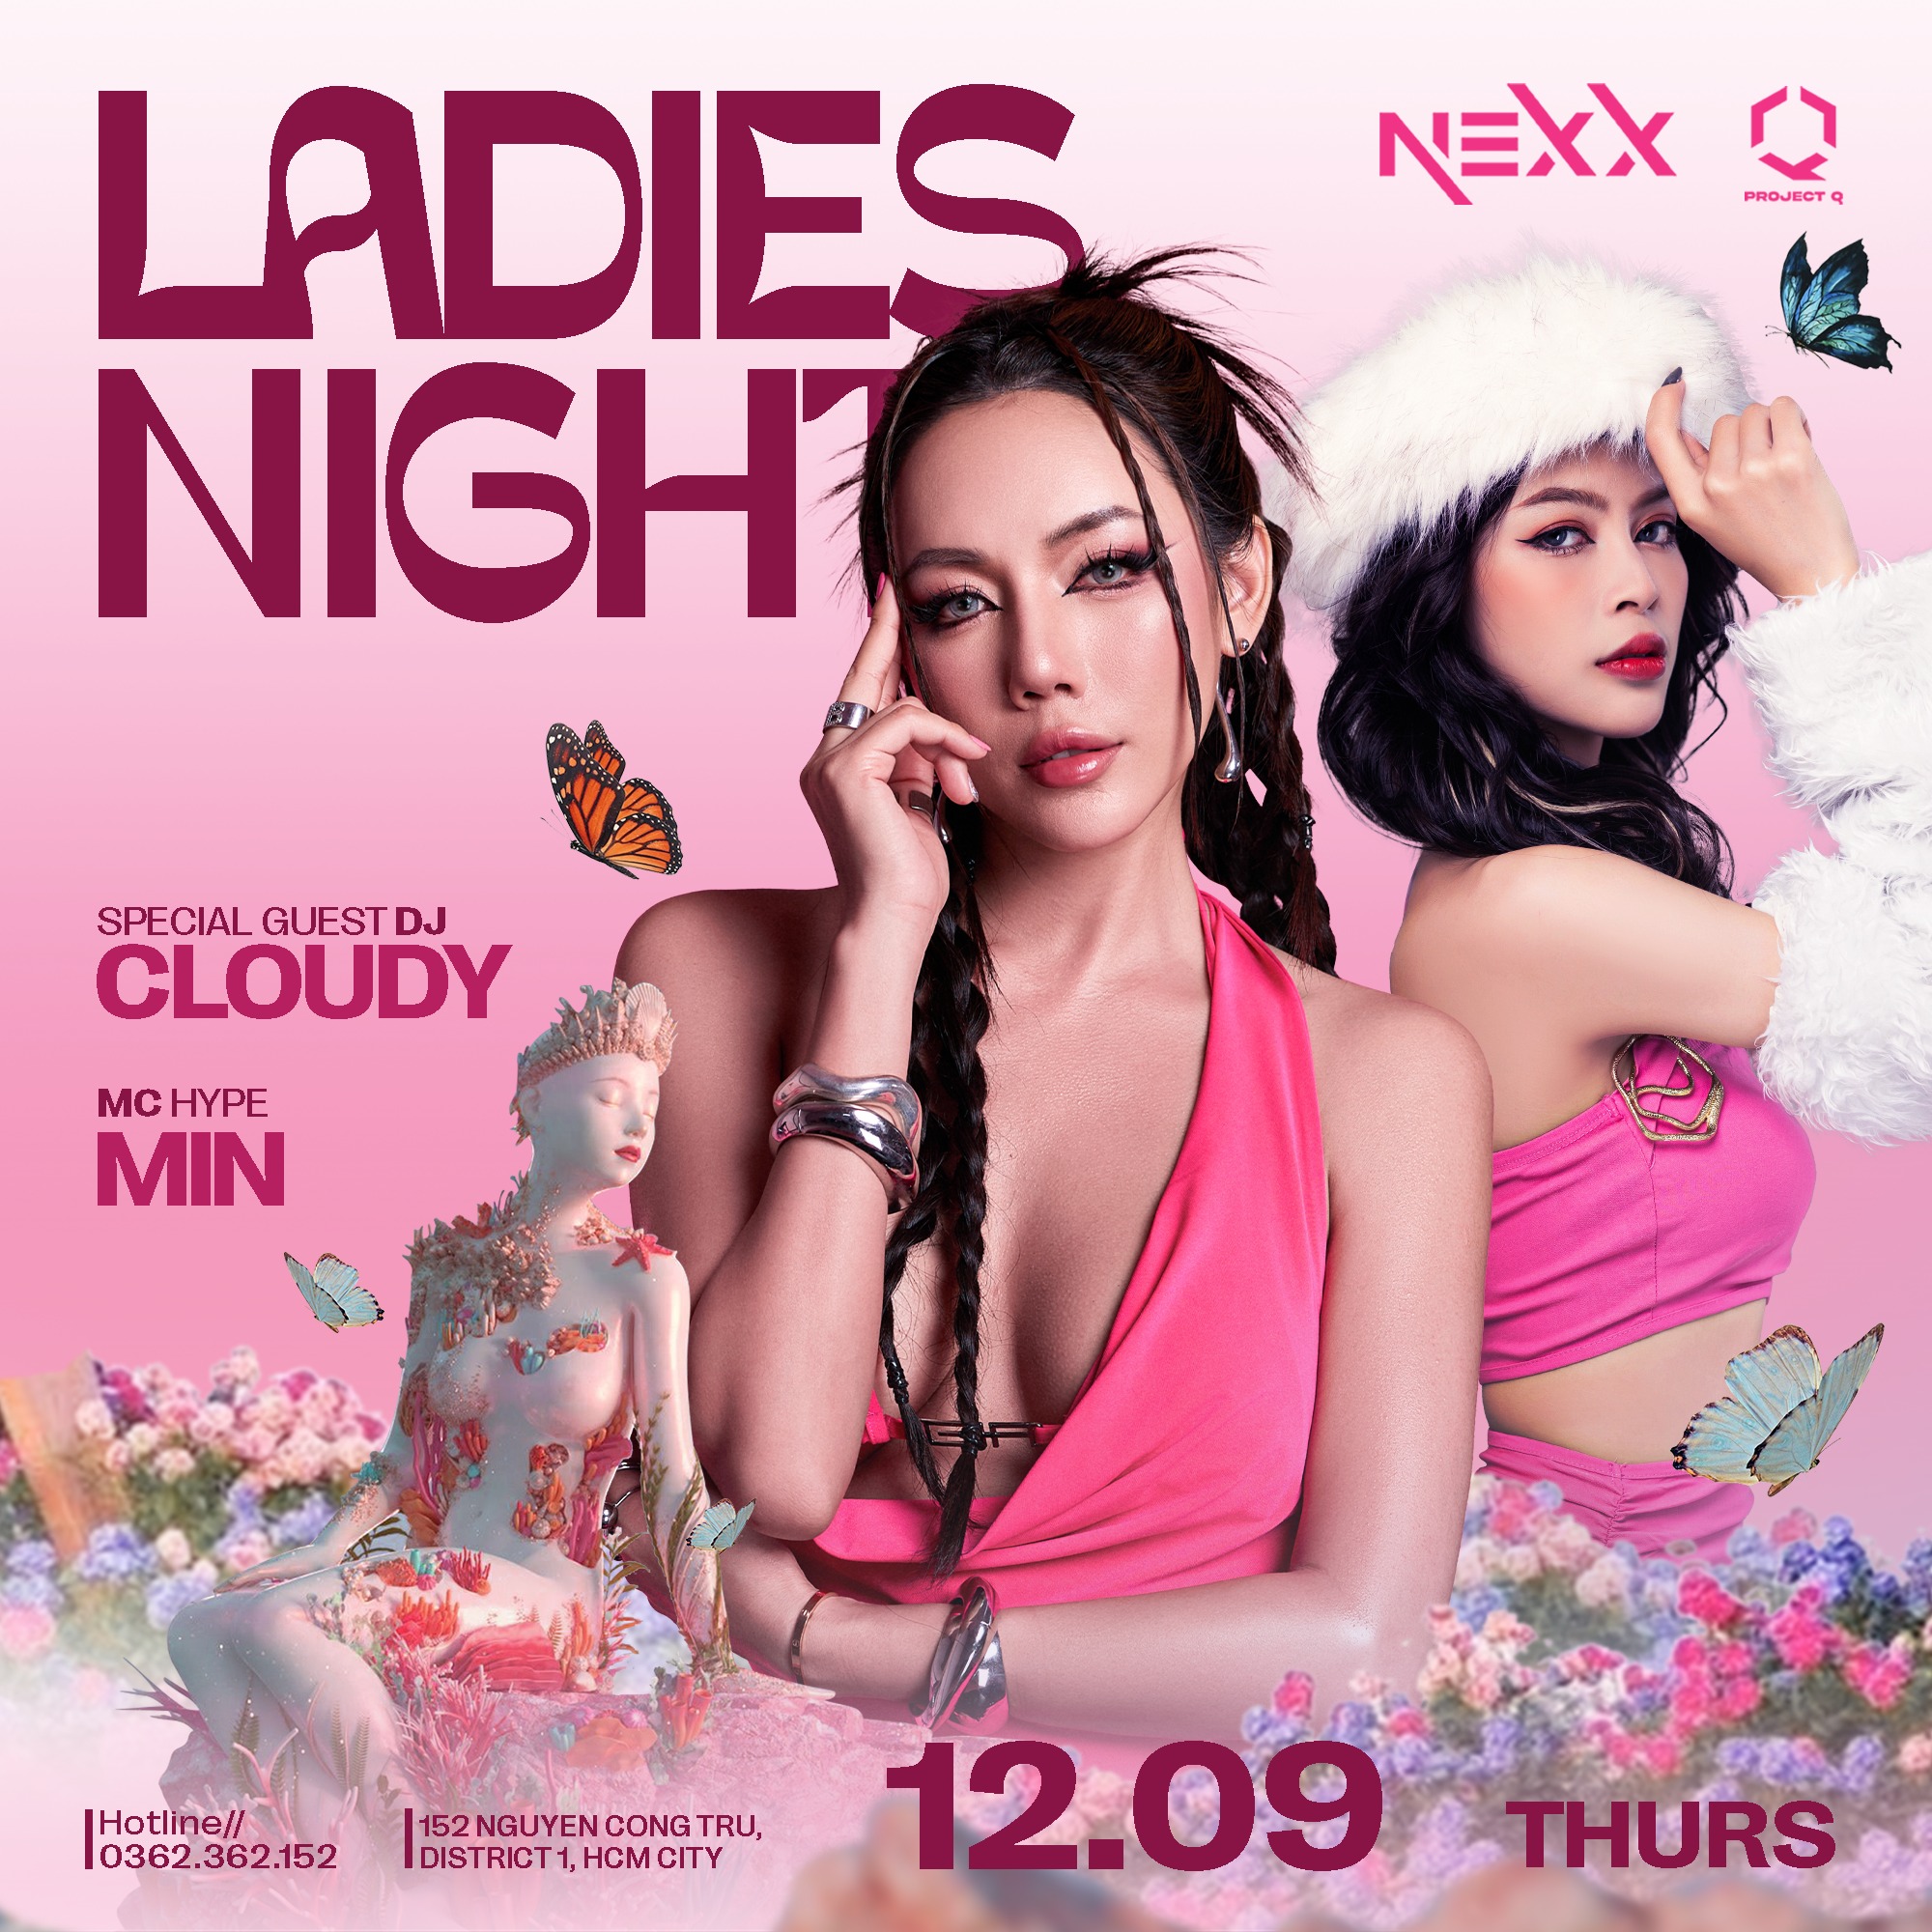 LADIES
NIGHT
NEXX
PROJECT Q
SPECIAL GUEST DJ
CLOUDY
MC HYPE
MIN
Hotline//
0362.362.152
152 NGUYEN CONG TRU,
DISTRICT 1, HCM CITY
12.09
THURS